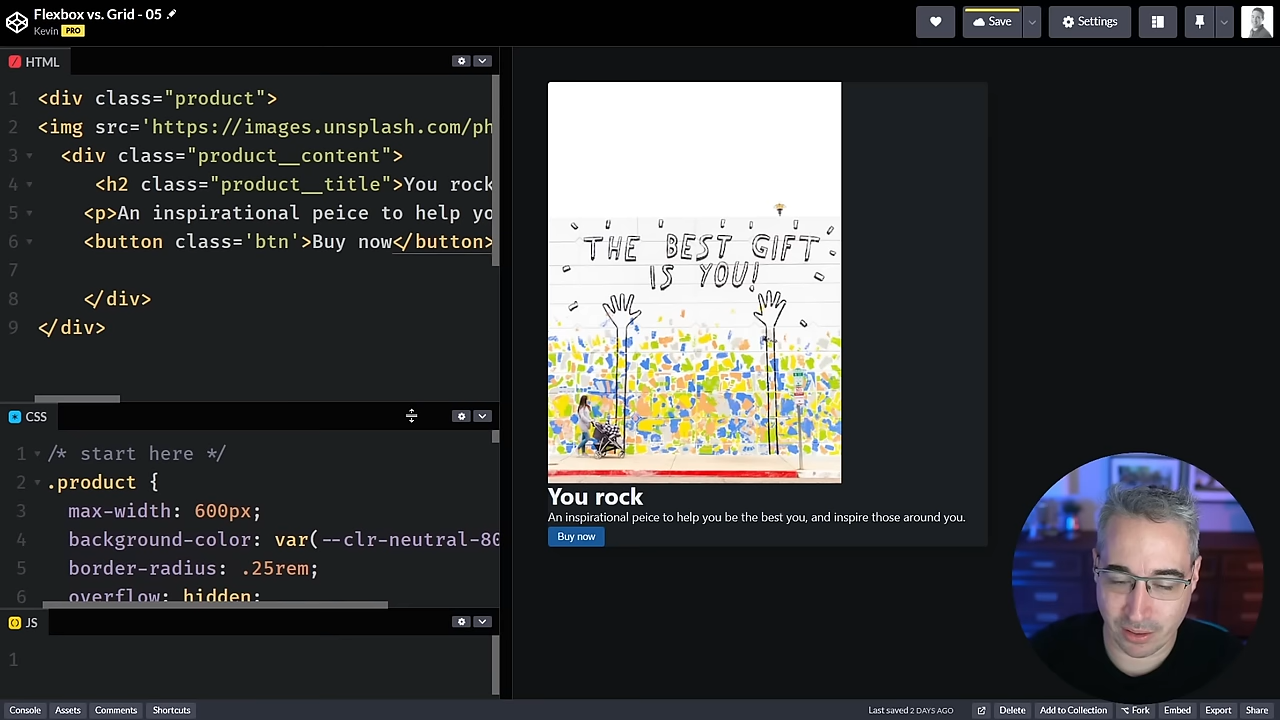 Flexbox vs. Grid - 05
Kevin PRO
Save
Settings
HTML
1 <div class="product">
2 <img src='https://images.unsplash.com/ph
3 <div class="product__content">
4 <h2 class="product__title">You rock
5 <p>An inspirational peice to help yo
6 <button class='btn'>Buy now</button>
7
8 </div>
9 </div>
CSS
1 /* start here */
2 .product {
3 max-width: 600px;
4 background-color: var(--clr-neutral-80
5 border-radius: .25rem;
6 overflow: hidden;
JS
1
THE BEST GIFT
IS YOU!
You rock
An inspirational peice to help you be the best you, and inspire those around you.
Buy now
Console Assets Comments Shortcuts
Last saved 2 DAYS AGO Delete Add to Collection Fork Embed Export Share